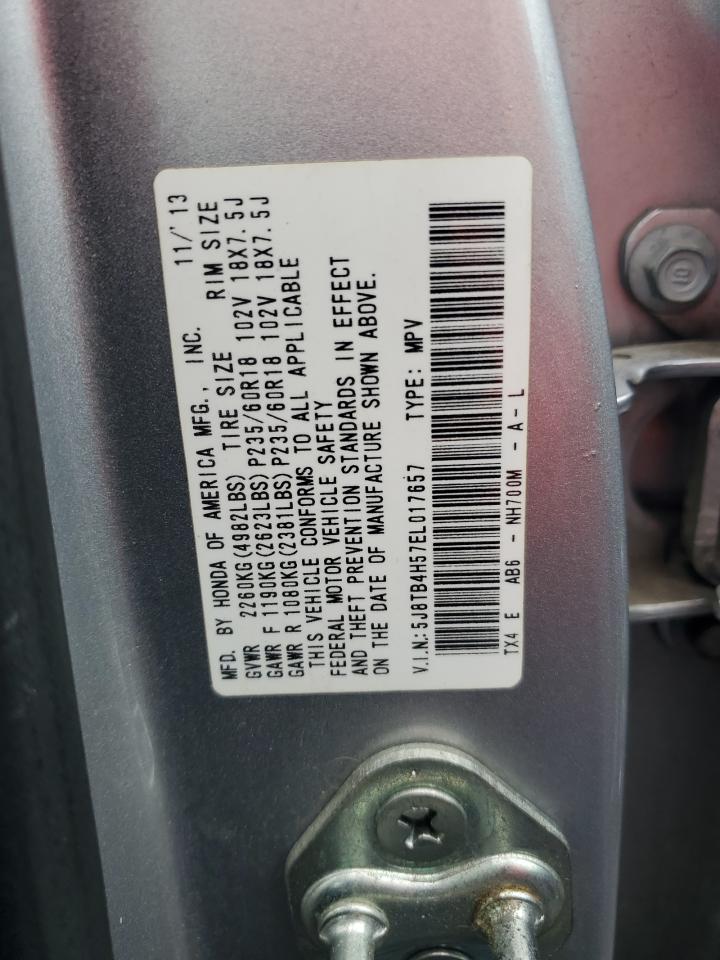 MFD. BY HONDA OF AMERICA MFG., INC. 11/'13
GVWR 2260KG(4982LBS) TIRE SIZE RIM SIZE
GAWR F 1190KG(2623LBS)P235/60R18 102V 18X7.5J
GAWR R 1080KG(2381LBS)P235/60R18 102V 18X7.5J
THIS VEHICLE CONFORMS TO ALL APPLICABLE
FEDERAL MOTOR VEHICLE SAFETY
AND THEFT PREVENTION STANDARDS IN EFFECT
ON THE DATE OF MANUFACTURE SHOWN ABOVE.
V.I.N.: 5J8TB4H57EL017657 TYPE: MPV
TX4 E AB6 - NH700M - A - L